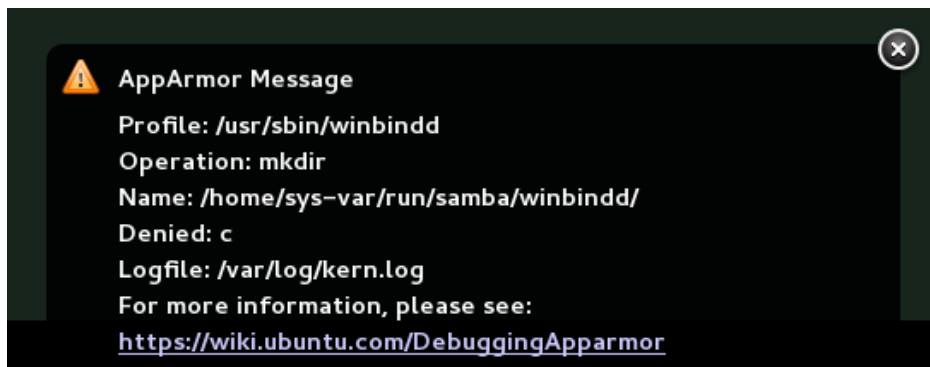 AppArmor Message
Profile: /usr/sbin/winbindd
Operation: mkdir
Name: /home/sys-var/run/samba/winbindd/
Denied: c
Logfile: /var/log/kern.log
For more information, please see:
https://wiki.ubuntu.com/DebuggingApparmor